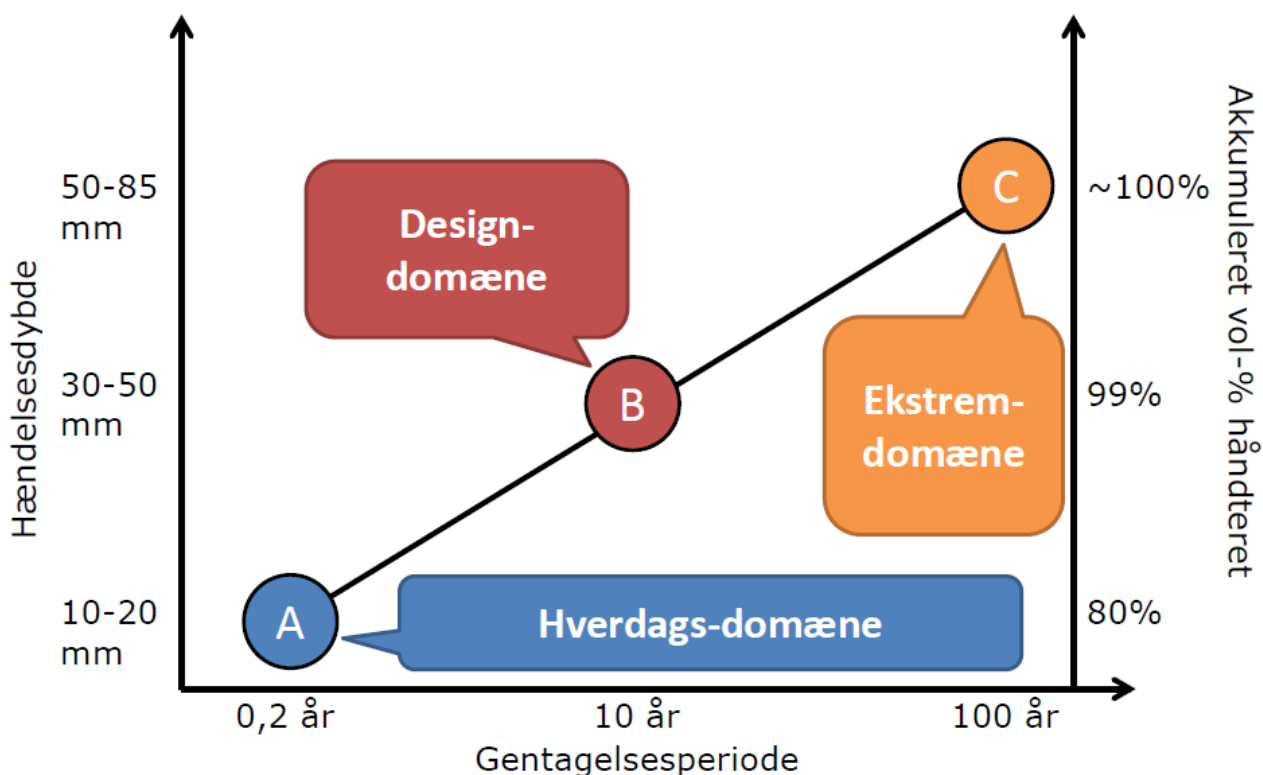 Hændelsesdybde
50-85
mm
30-50
mm
10-20
mm
Design-
domæne
B
C
Ekstrem-
domæne
A
Hverdags-domæne
~100%
99%
80%
Akkumuleret vol-% håndteret
0,2 år
10 år
100 år
Gentagelsesperiode